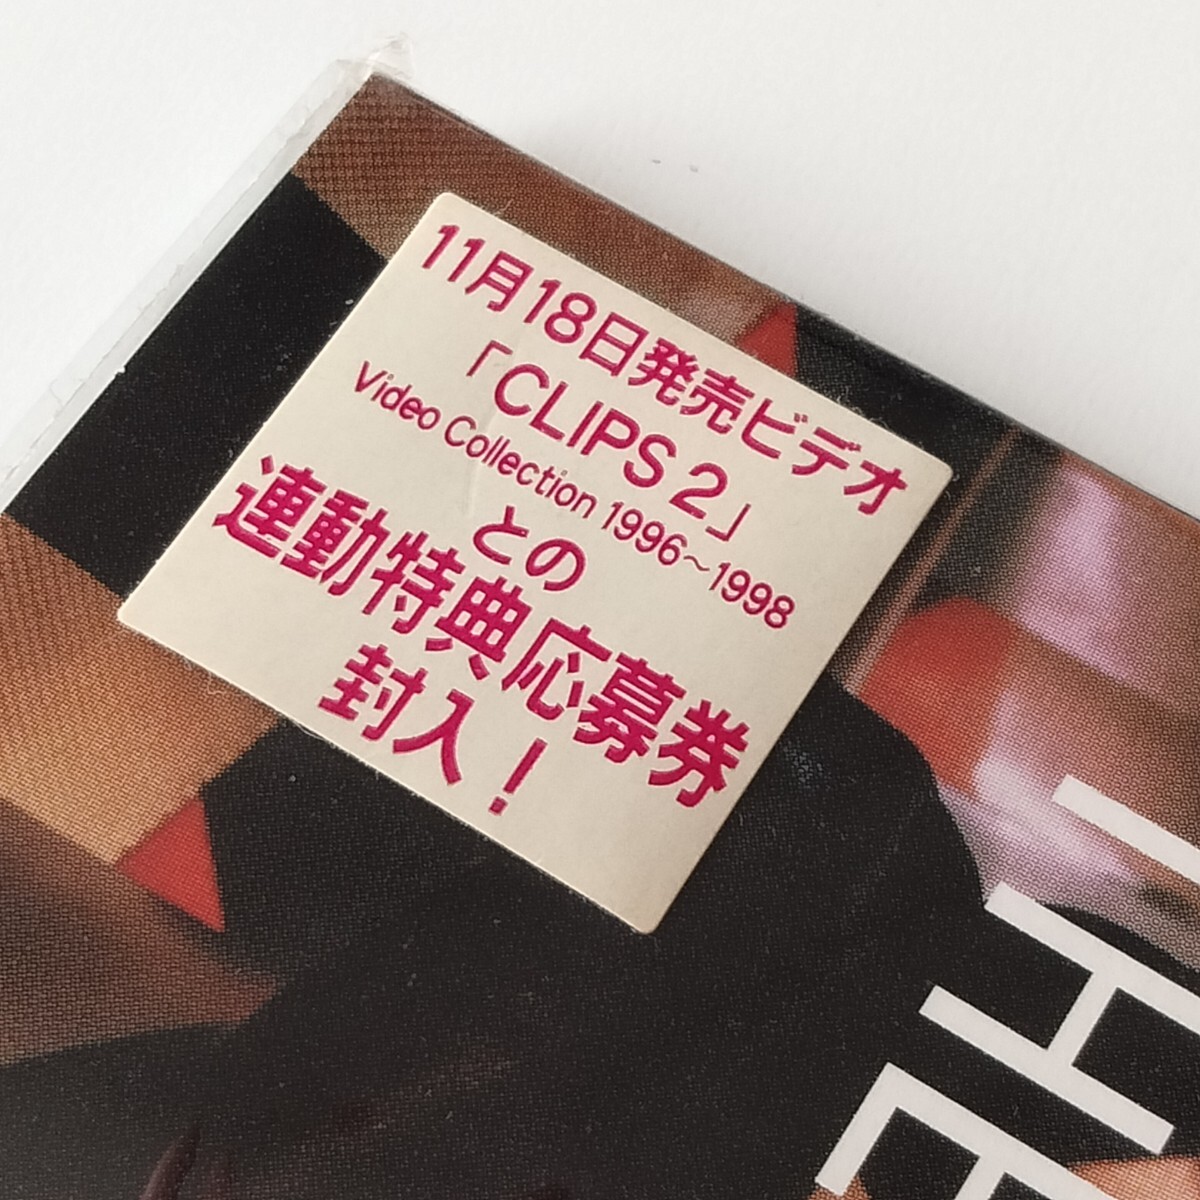 11月18日発売ビデオ
「CLIPS 2」
Video Collection 1996～1998
との
連動特典応募券
封入！